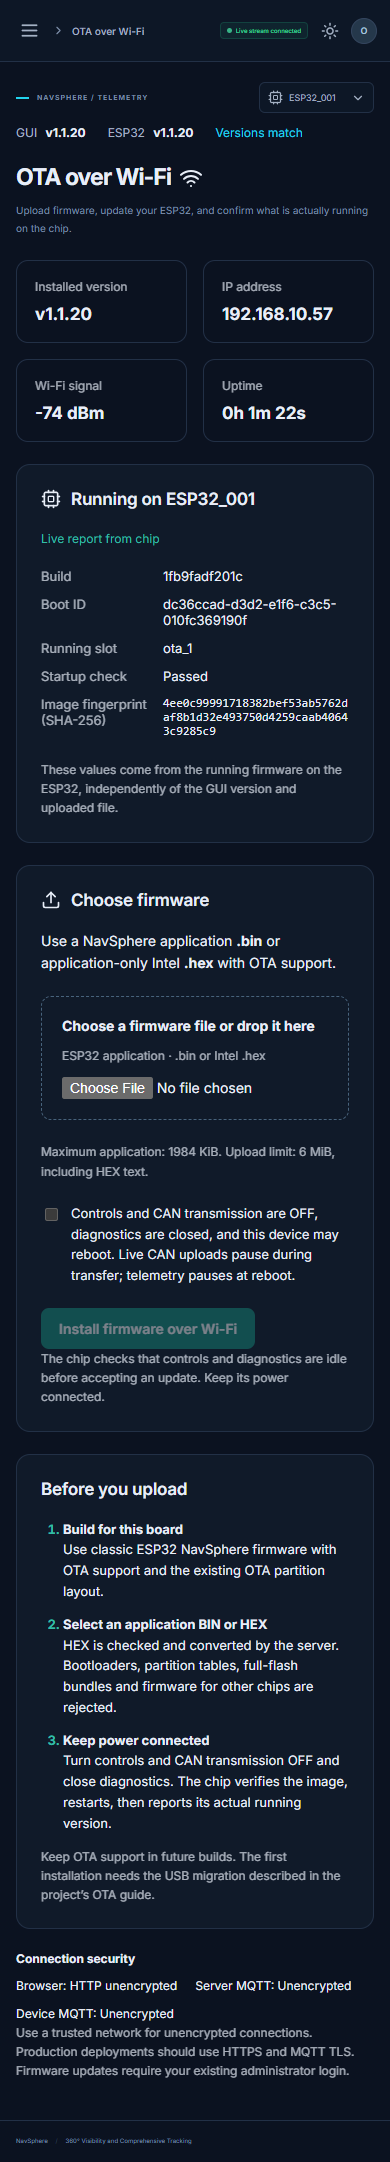 OTA over Wi-Fi
Live stream connected
O
NAVSPHERE / TELEMETRY
ESP32_001
GUI v1.1.20 ESP32 v1.1.20 Versions match
OTA over Wi-Fi
Upload firmware, update your ESP32, and confirm what is actually running
on the chip.
Installed version
v1.1.20
IP address
192.168.10.57
Wi-Fi signal
-74 dBm
Uptime
0h 1m 22s
Running on ESP32_001
Live report from chip
Build 1fb9fadf201c
Boot ID dc36ccad-d3d2-e1f6-c3c5-
010fc369190f
Running slot ota_1
Startup check Passed
Image fingerprint
(SHA-256)
4ee0c99991718382bef53ab5762d
af8b1d32e493750d4259caab4064
3c9285c9
These values come from the running firmware on the
ESP32, independently of the GUI version and
uploaded file.
Choose firmware
Use a NavSphere application .bin or
application-only Intel .hex with OTA support.
Choose a firmware file or drop it here
ESP32 application · .bin or Intel .hex
Choose File No file chosen
Maximum application: 1984 KiB. Upload limit: 6 MiB,
including HEX text.
Controls and CAN transmission are OFF,
diagnostics are closed, and this device may
reboot. Live CAN uploads pause during
transfer; telemetry pauses at reboot.
Install firmware over Wi-Fi
The chip checks that controls and diagnostics are idle
before accepting an update. Keep its power
connected.
Before you upload
1. Build for this board
Use classic ESP32 NavSphere firmware with
OTA support and the existing OTA partition
layout.
2. Select an application BIN or HEX
HEX is checked and converted by the server.
Bootloaders, partition tables, full-flash
bundles and firmware for other chips are
rejected.
3. Keep power connected
Turn controls and CAN transmission OFF and
close diagnostics. The chip verifies the image,
restarts, then reports its actual running
version.
Keep OTA support in future builds. The first
installation needs the USB migration described in the
project's OTA guide.
Connection security
Browser: HTTP unencrypted Server MQTT: Unencrypted
Device MQTT: Unencrypted
Use a trusted network for unencrypted connections.
Production deployments should use HTTPS and MQTT TLS.
Firmware updates require your existing administrator login.
NavSphere | 360° Visibility and Comprehensive Tracking